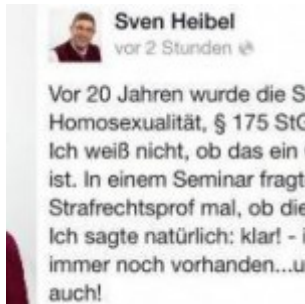 Sven Heibel
vor 2 Stunden
Vor 20 Jahren wurde die S
Homosexualität, § 175 StG
Ich weiß nicht, ob das ein
ist. In einem Seminar fragte
Strafrechtsprof mal, ob die
Ich sagte natürlich: klar! - i
immer noch vorhanden...u
auch!